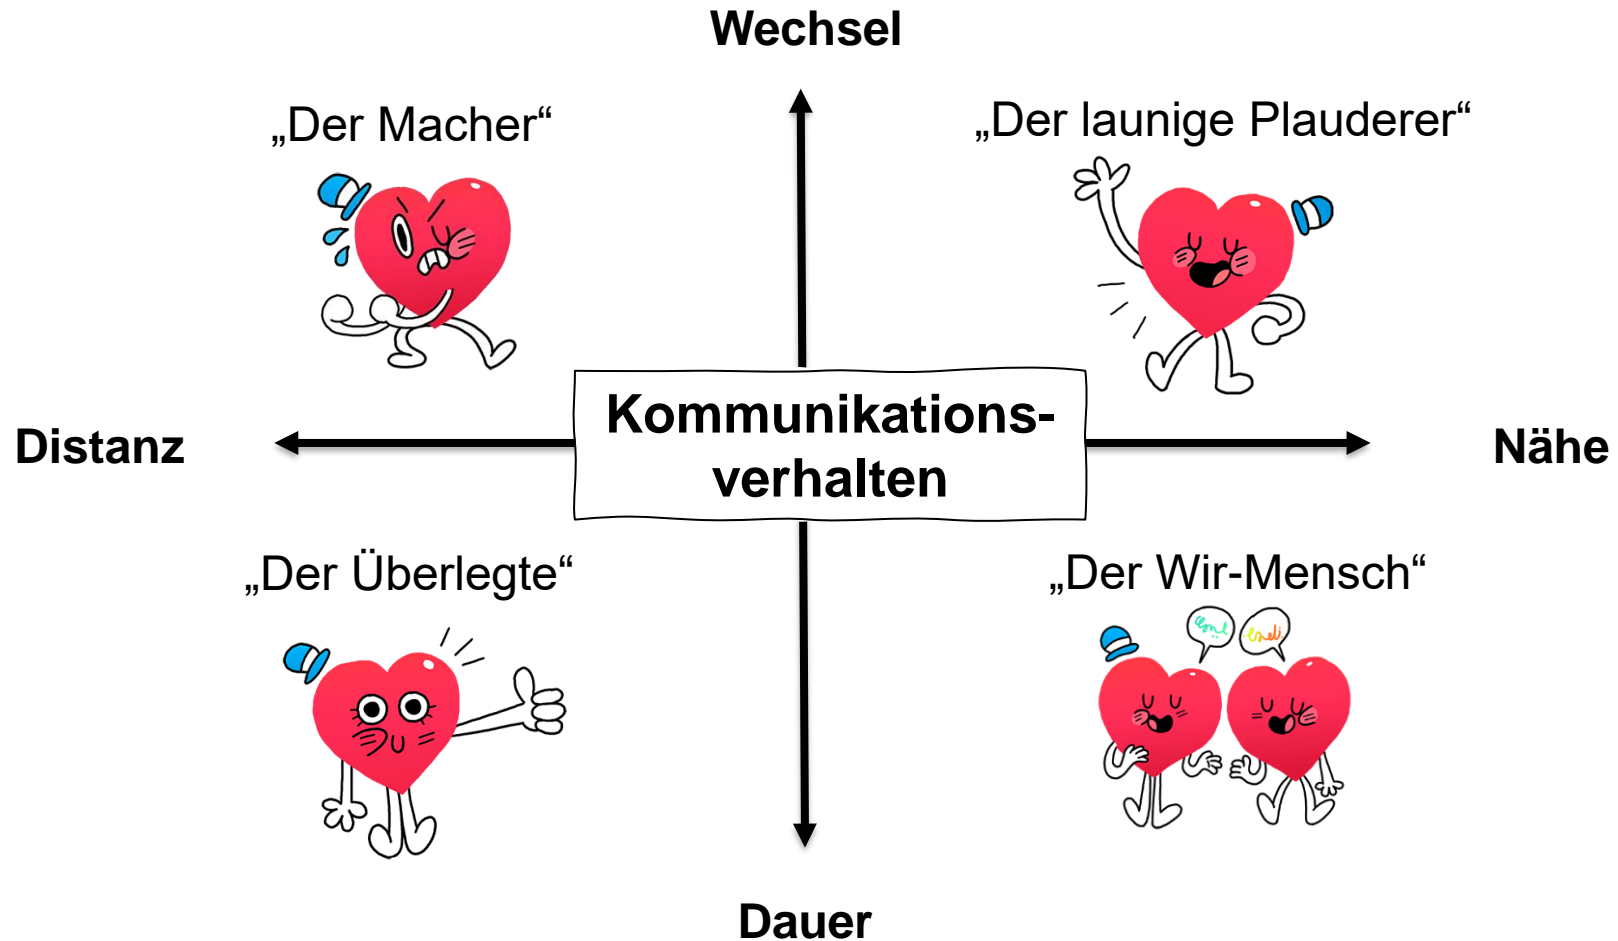 Wechsel
„Der Macher“
„Der launige Plauderer“
Kommunikations-
verhalten
Distanz
Nähe
„Der Überlegte“
„Der Wir-Mensch“
Dauer